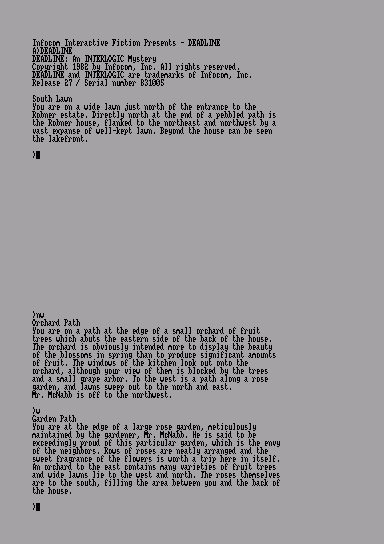 Infocom Interactive Fiction Presents - DEADLINE
A)DEADLINE
DEADLINE: An INTERLOGIC Mystery
Copyright 1982 by Infocom, Inc. All rights reserved.
DEADLINE and INTERLOGIC are trademarks of Infocom, Inc.
Release 27 / Serial number 831005
South Lawn
You are on a wide lawn just north of the entrance to the
Robner estate. Directly north at the end of a pebbled path is
the Robner house, flanked to the northeast and northwest by a
vast expanse of well-kept lawn. Beyond the house can be seen
the lakefront.
>
>nw
Orchard Path
You are on a path at the edge of a small orchard of fruit
trees which abuts the eastern side of the back of the house.
The orchard is obviously intended more to display the beauty
of the blossoms in spring than to produce significant amounts
of fruit. The windows of the kitchen look out onto the
orchard, although your view of them is blocked by the trees
and a small grape arbor. To the west is a path along a rose
garden, and lawns sweep out to the north and east.
Mr. McNabb is off to the northwest.
>w
Garden Path
You are at the edge of a large rose garden, meticulously
maintained by the gardener, Mr. McNabb. He is said to be
exceedingly proud of this particular garden, which is the envy
of the neighbors. Rows of roses are neatly arranged and the
sweet fragrance of the flowers is worth a trip here in itself.
An orchard to the east contains many varieties of fruit trees
and wide lawns lie to the west and north. The roses themselves
are to the south, filling the area between you and the back of
the house.
>